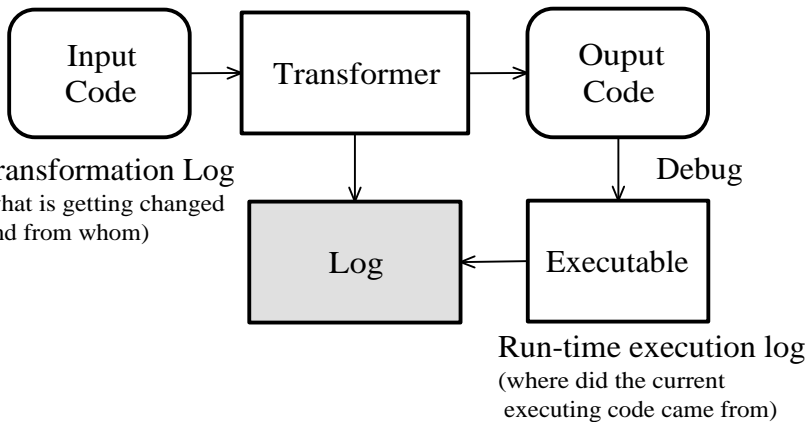 Input
Code
Transformer
Ouput
Code
ransformation Log
hat is getting changed
nd from whom)
Debug
Log
Executable
Run-time execution log
(where did the current
executing code came from)